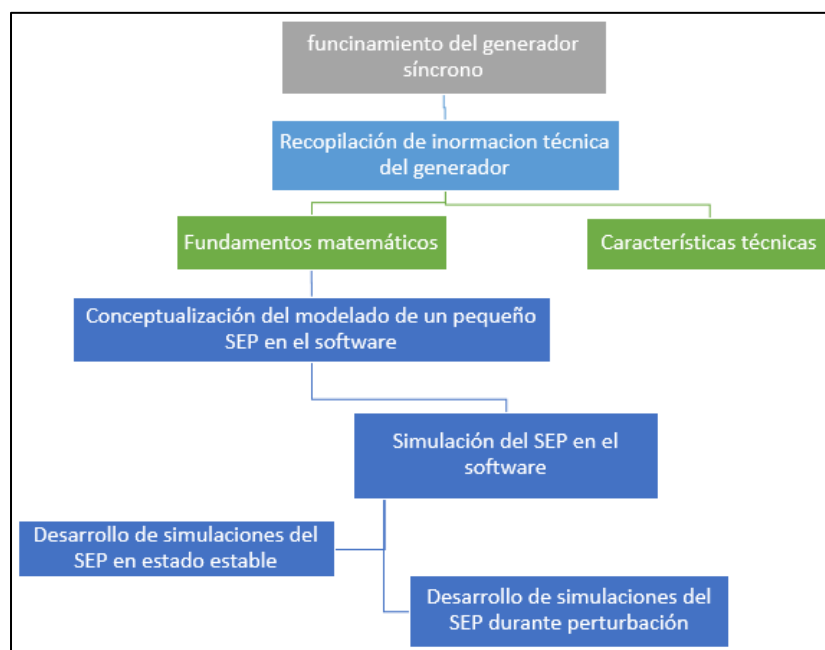 funcinamiento del generador
síncrono
Recopilación de inormacion técnica
del generador
Fundamentos matemáticos
Característísticas técnicas
Conceptualización del modelado de un pequeño
SEP en el software
Simulación del SEP en el
software
Desarrollo de simulaciones del
SEP en estado estable
Desarrollo de simulaciones del
SEP durante perturbación